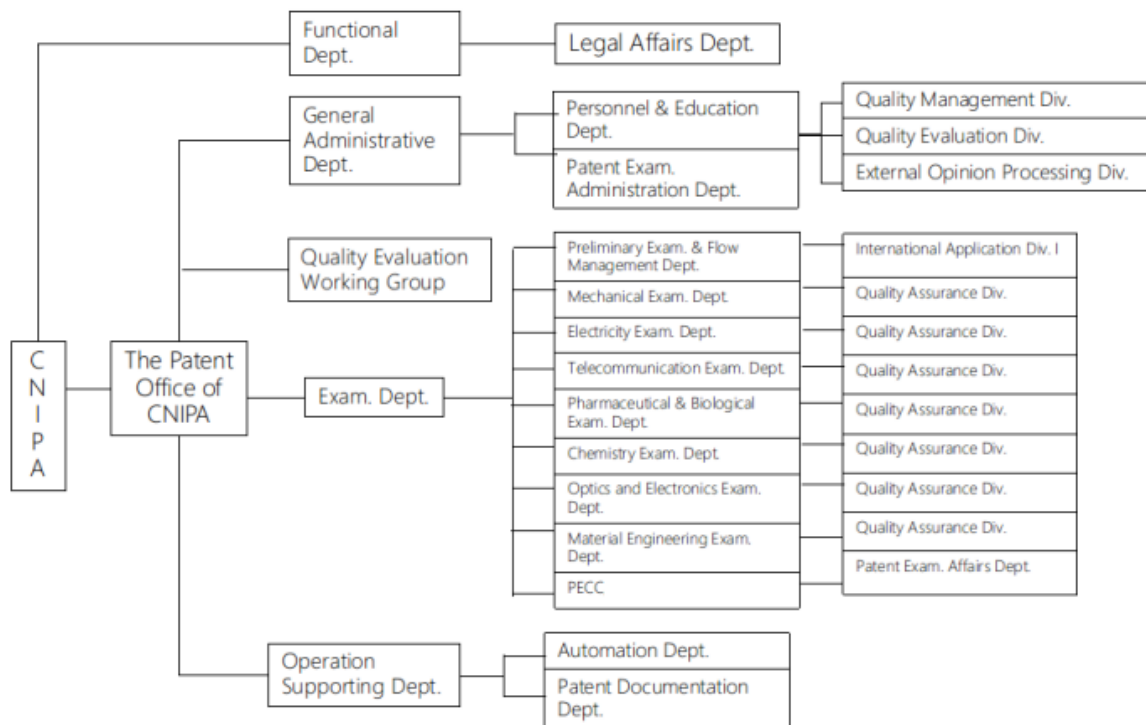 Functional
Dept.
Legal Affairs Dept.
General
Administrative
Dept.
Personnel & Education
Dept.
Patent Exam.
Administration Dept.
Quality Management Div.
Quality Evaluation Div.
External Opinion Processing Div.
Quality Evaluation
Working Group
C
N
I
P
A
The Patent
Office of
CNIPA
Exam. Dept.
Preliminary Exam. & Flow
Management Dept.
International Application Div. I
Mechanical Exam. Dept.
Quality Assurance Div.
Electricity Exam. Dept.
Quality Assurance Div.
Telecommunication Exam. Dept.
Quality Assurance Div.
Pharmaceutical & Biological
Exam. Dept.
Quality Assurance Div.
Chemistry Exam. Dept.
Quality Assurance Div.
Optics and Electronics Exam.
Dept.
Quality Assurance Div.
Material Engineering Exam.
Dept.
Quality Assurance Div.
PECC
Patent Exam. Affairs Dept.
Operation
Supporting Dept.
Automation Dept.
Patent Documentation
Dept.